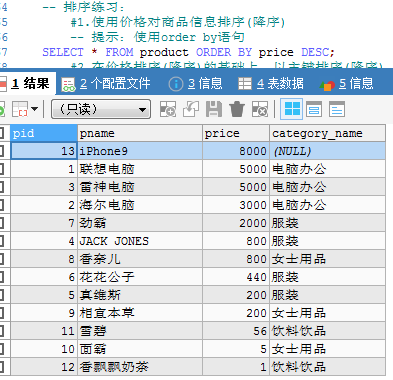 -- 排序练习:
#1.使用价格对商品信息排序(降序)
-- 提示: 使用order by语句
SELECT * FROM product ORDER BY price DESC;
#2.在价格排序(降序)的基础上，以主键排序(降序)
1 结果 2 个配置文件 3 信息 4 表数据 5 信息
(只读)
pid pname price category_name
13 iPhone9 8000 (NULL)
1 联想电脑 5000 电脑办公
3 雷神电脑 5000 电脑办公
2 海尔电脑 3000 电脑办公
7 劲霸 2000 服装
4 JACK JONES 800 服装
8 香奈儿 800 女士用品
6 花花公子 440 服装
5 真维斯 200 服装
9 相宜本草 200 女士用品
11 雪碧 56 饮料饮品
10 面霸 5 女士用品
12 香飘飘奶茶 1 饮料饮品